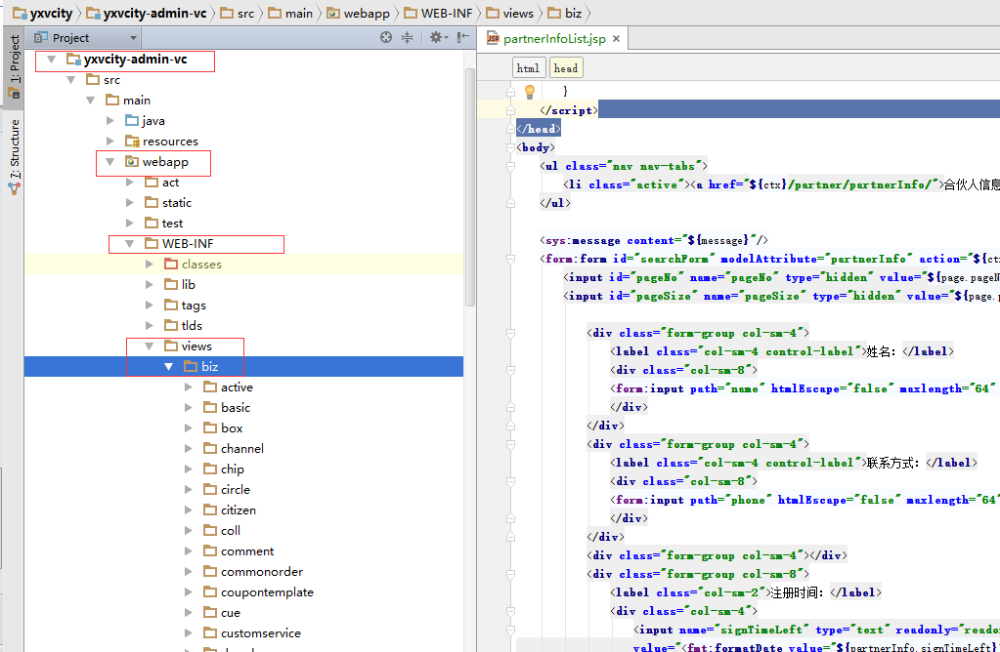 yxvcity yxvcity-admin-vc src main webapp WEB-INF views biz
1: Project
7: Structure
Project
yxvcity-admin-vc
src
main
java
resources
webapp
act
static
test
WEB-INF
classes
lib
tags
tlds
views
biz
active
basic
box
channel
chip
circle
citizen
coll
comment
commonorder
coupontemplate
cue
customservice
JSP partnerInfoList.jsp ×
html head
}
</script>
</head>
<body>
<ul class="nav nav-tabs">
<li class="active"><a href="${ctx}/partner/partnerInfo/">合伙人信息
</ul>
<sys:message content="${message}"/>
<form:form id="searchForm" modelAttribute="partnerInfo" action="${ct
<input id="pageNo" name="pageNo" type="hidden" value="${page.pageN
<input id="pageSize" name="pageSize" type="hidden" value="${page.p
<div class="form-group col-sm-4">
<label class="col-sm-4 control-label">姓名：</label>
<div class="col-sm-8">
<form:input path="name" htmlEscape="false" maxlength="64"
</div>
</div>
<div class="form-group col-sm-4">
<label class="col-sm-4 control-label">联系方式：</label>
<div class="col-sm-8">
<form:input path="phone" htmlEscape="false" maxlength="64"
</div>
</div>
<div class="form-group col-sm-4"></div>
<div class="form-group col-sm-8">
<label class="col-sm-2">注册时间：</label>
<div class="col-sm-4">
<input name="signTimeLeft" type="text" readonly="reado
value="<fmt:formatDate value="${partnerInfo.signTimeLeft}